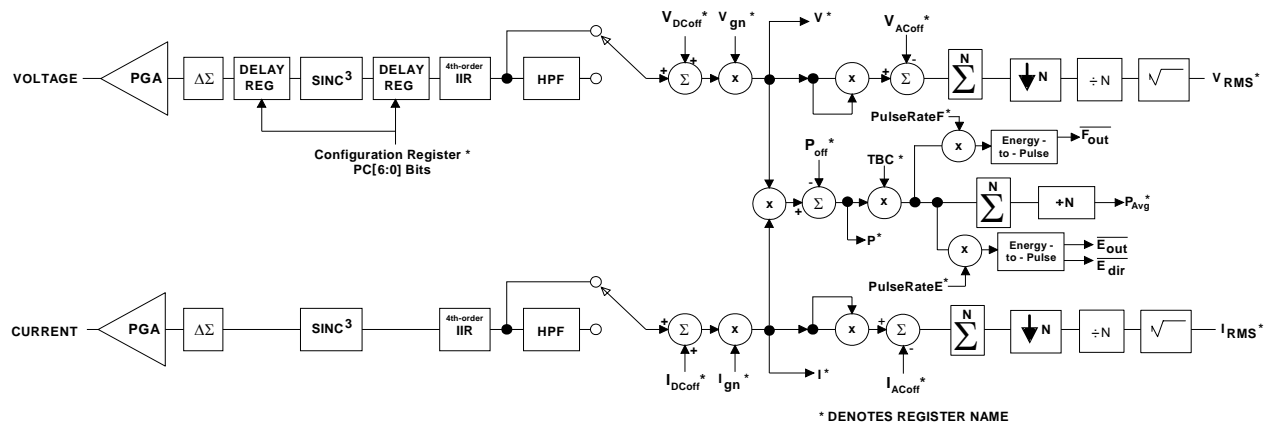 VDCoff*
Vgn*
V*
VACoff*
VOLTAGE
PGA
ΔΣ
DELAY
REG
SINC3
DELAY
REG
4th-order
IIR
HPF
+
+
Σ
x
x
+
-
Σ
N
Σ
N
÷N
√
VRMS*
Configuration Register *
PC[6:0] Bits
PulseRateF*
x
Energy -
to - Pulse
Fout
Poff*
TBC *
x
-
+
Σ
x
N
Σ
+N
PAvg*
P*
x
Energy -
to - Pulse
Eout
Edir
PulseRateE*
CURRENT
PGA
ΔΣ
SINC3
4th-order
IIR
HPF
+
+
Σ
x
x
+
-
Σ
N
Σ
N
÷N
√
IRMS*
IDCoff*
Ign*
I*
IACoff*
* DENOTES REGISTER NAME